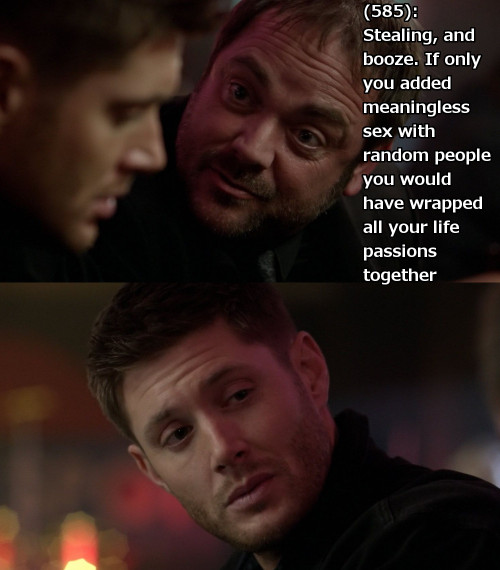 (585):
Stealing, and
booze. If only
you added
meaningless
sex with
random people
you would
have wrapped
all your life
passions
together